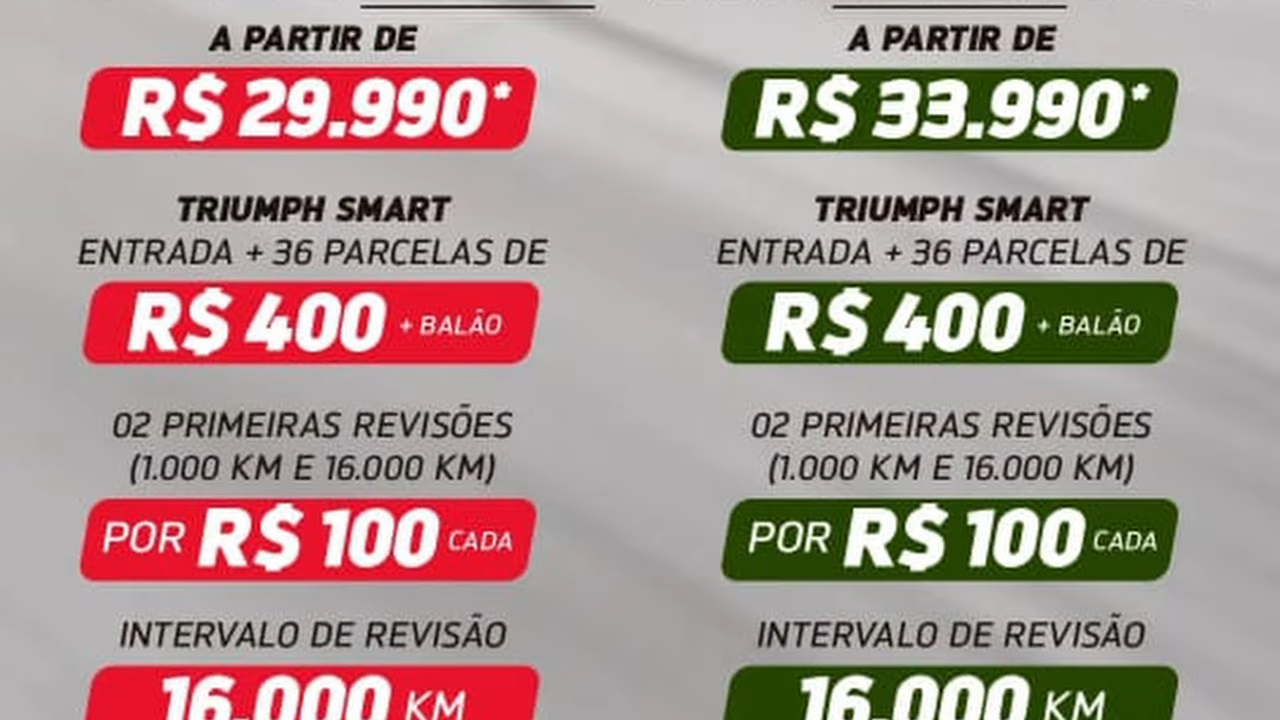 A PARTIR DE
R$ 29.990*
TRIUMPH SMART
ENTRADA + 36 PARCELAS DE
R$ 400 + BALÃO
02 PRIMEIRAS REVISÕES
(1.000 KM E 16.000 KM)
POR R$ 100 CADA
INTERVALO DE REVISÃO
16.000 KM
A PARTIR DE
R$ 33.990*
TRIUMPH SMART
ENTRADA + 36 PARCELAS DE
R$ 400 + BALÃO
02 PRIMEIRAS REVISÕES
(1.000 KM E 16.000 KM)
POR R$ 100 CADA
INTERVALO DE REVISÃO
16.000 KM